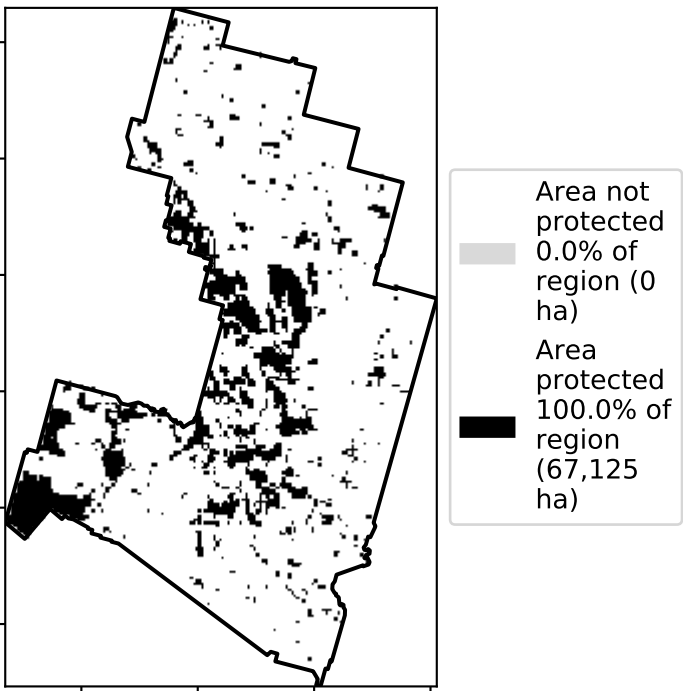 Area not
protected
0.0% of
region (0
ha)
Area
protected
100.0% of
region
(67,125
ha)